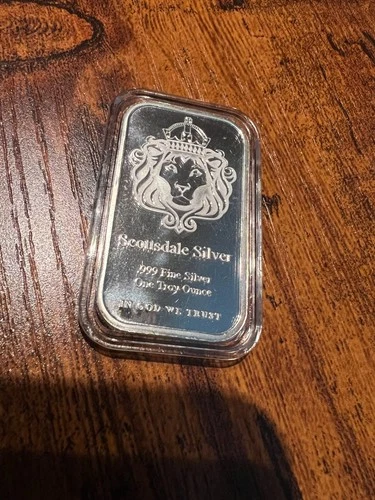 Scottsdale Silver
.999 Fine Silver
One Troy Ounce
IN GOD WE TRUST